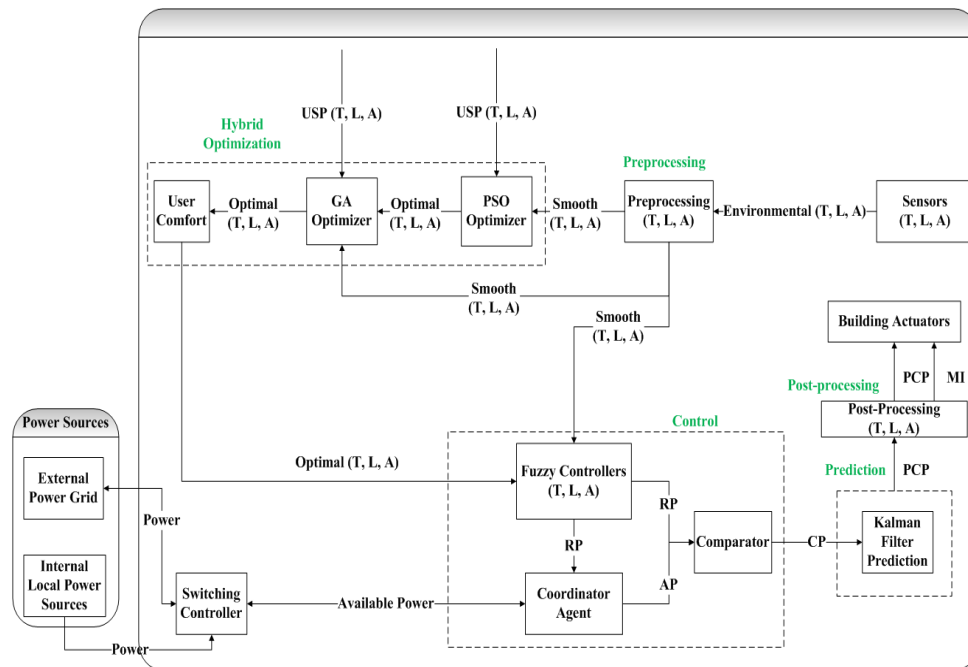 USP (T, L, A)
USP (T, L, A)
Hybrid
Optimization
Preprocessing
User
Comfort
Optimal
(T, L, A)
GA
Optimizer
Optimal
(T, L, A)
PSO
Optimizer
Smooth
(T, L, A)
Preprocessing
(T, L, A)
Environmental (T, L, A)
Sensors
(T, L, A)
Smooth
(T, L, A)
Smooth
(T, L, A)
Building Actuators
Post-processing
PCP
MI
Post-Processing
(T, L, A)
Power Sources
Control
Optimal (T, L, A)
Fuzzy Controllers
(T, L, A)
Prediction
PCP
External
Power Grid
Power
RP
RP
Comparator
CP
Kalman
Filter
Prediction
Internal
Local Power
Sources
Switching
Controller
Available Power
Coordinator
Agent
AP
Power